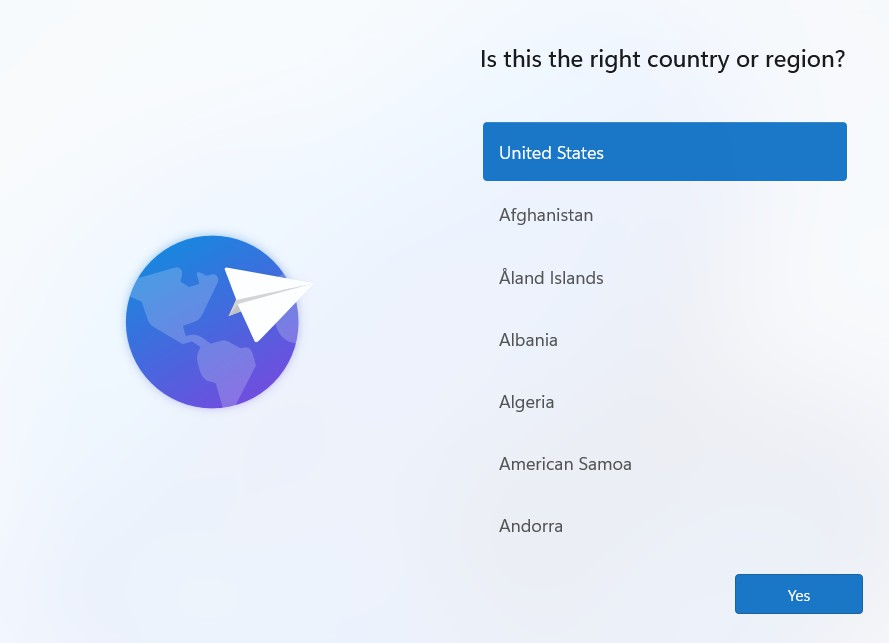 Is this the right country or region?
United States
Afghanistan
Åland Islands
Albania
Algeria
American Samoa
Andorra
Yes